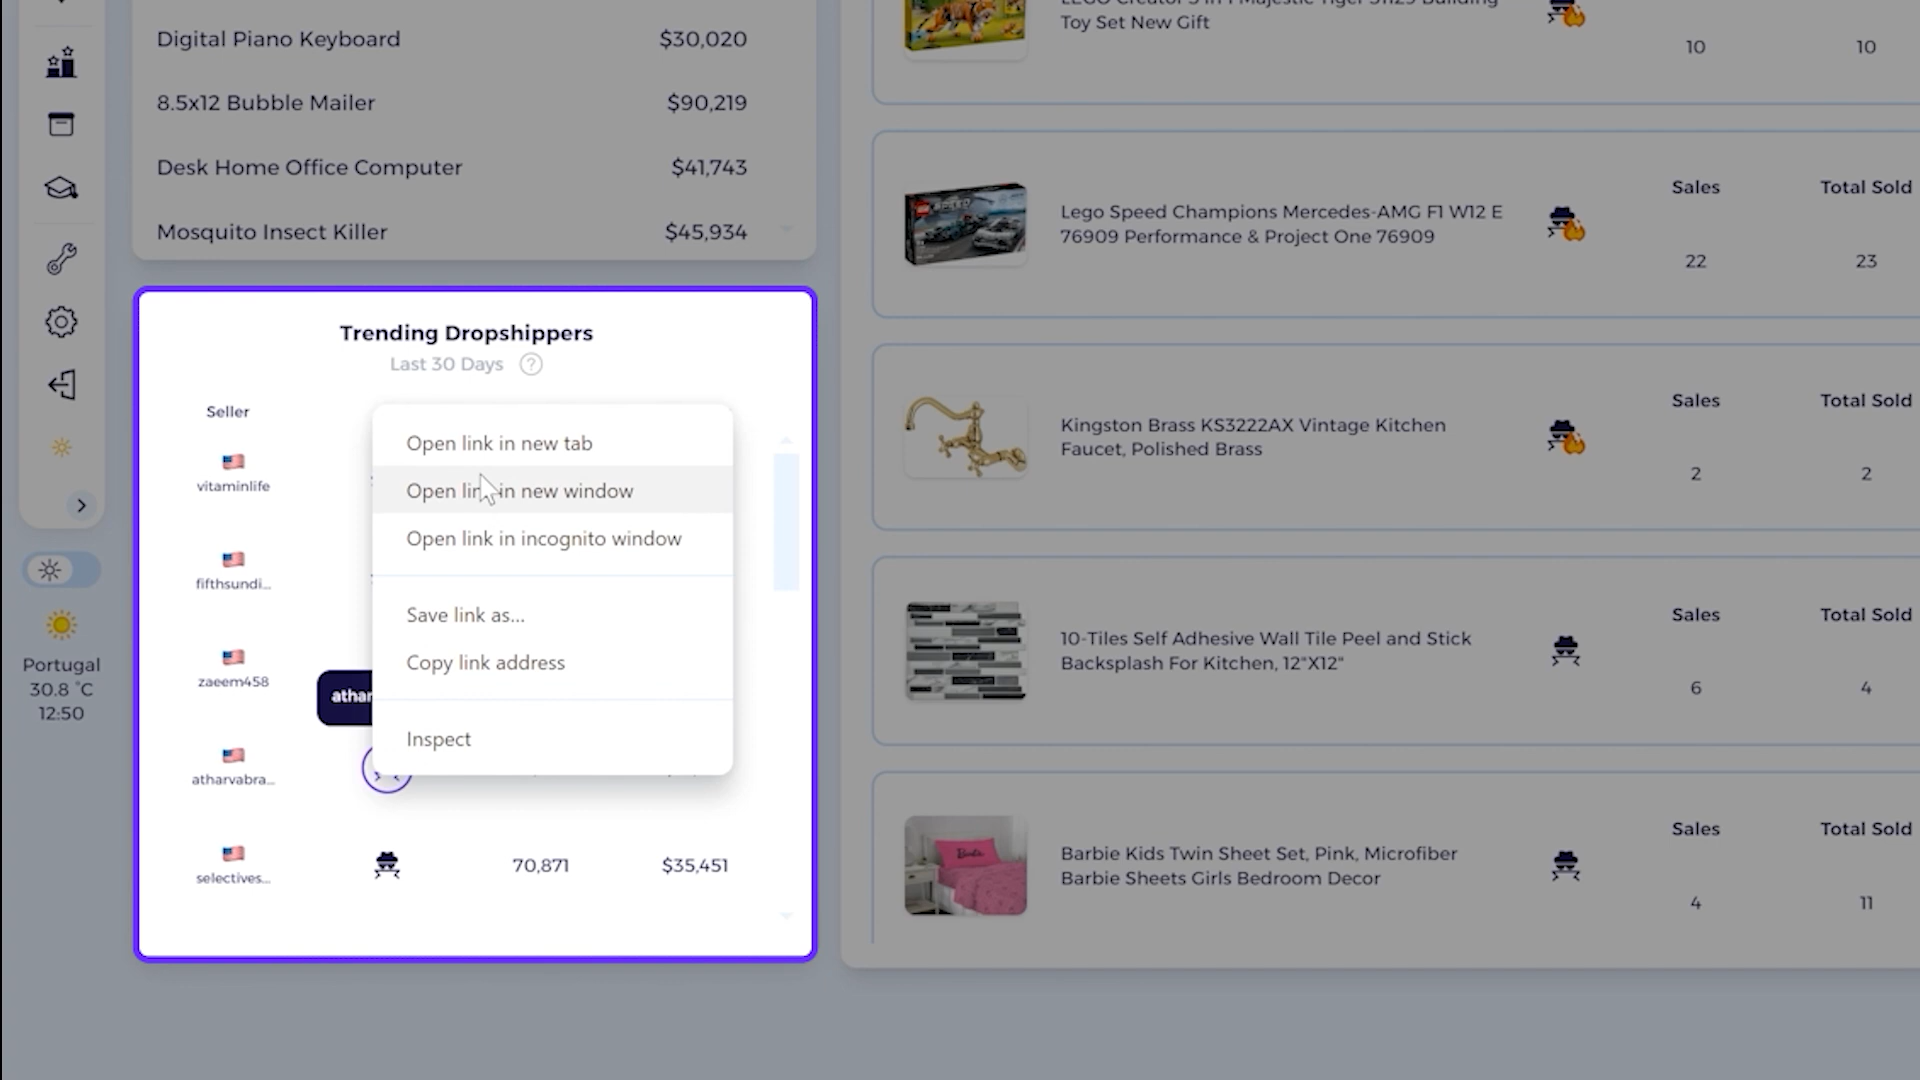 Digital Piano Keyboard $30,020
8.5x12 Bubble Mailer $90,219
Desk Home Office Computer $41,743
Mosquito Insect Killer $45,934
Trending Dropshippers
Last 30 Days ?
Seller
vitaminlife
fifthsundi...
zaeem458
atharvabra...
selectives... 70,871 $35,451
athar
Open link in new tab
Open link in new window
Open link in incognito window
Save link as...
Copy link address
Inspect
Portugal
30.8 °C
12:50
Toy Set New Gift
10 10
Lego Speed Champions Mercedes-AMG F1 W12 E
76909 Performance & Project One 76909
Sales Total Sold
22 23
Kingston Brass KS3222AX Vintage Kitchen
Faucet, Polished Brass
Sales Total Sold
2 2
10-Tiles Self Adhesive Wall Tile Peel and Stick
Backsplash For Kitchen, 12"X12"
Sales Total Sold
6 4
Barbie Kids Twin Sheet Set, Pink, Microfiber
Barbie Sheets Girls Bedroom Decor
Sales Total Sold
4 11